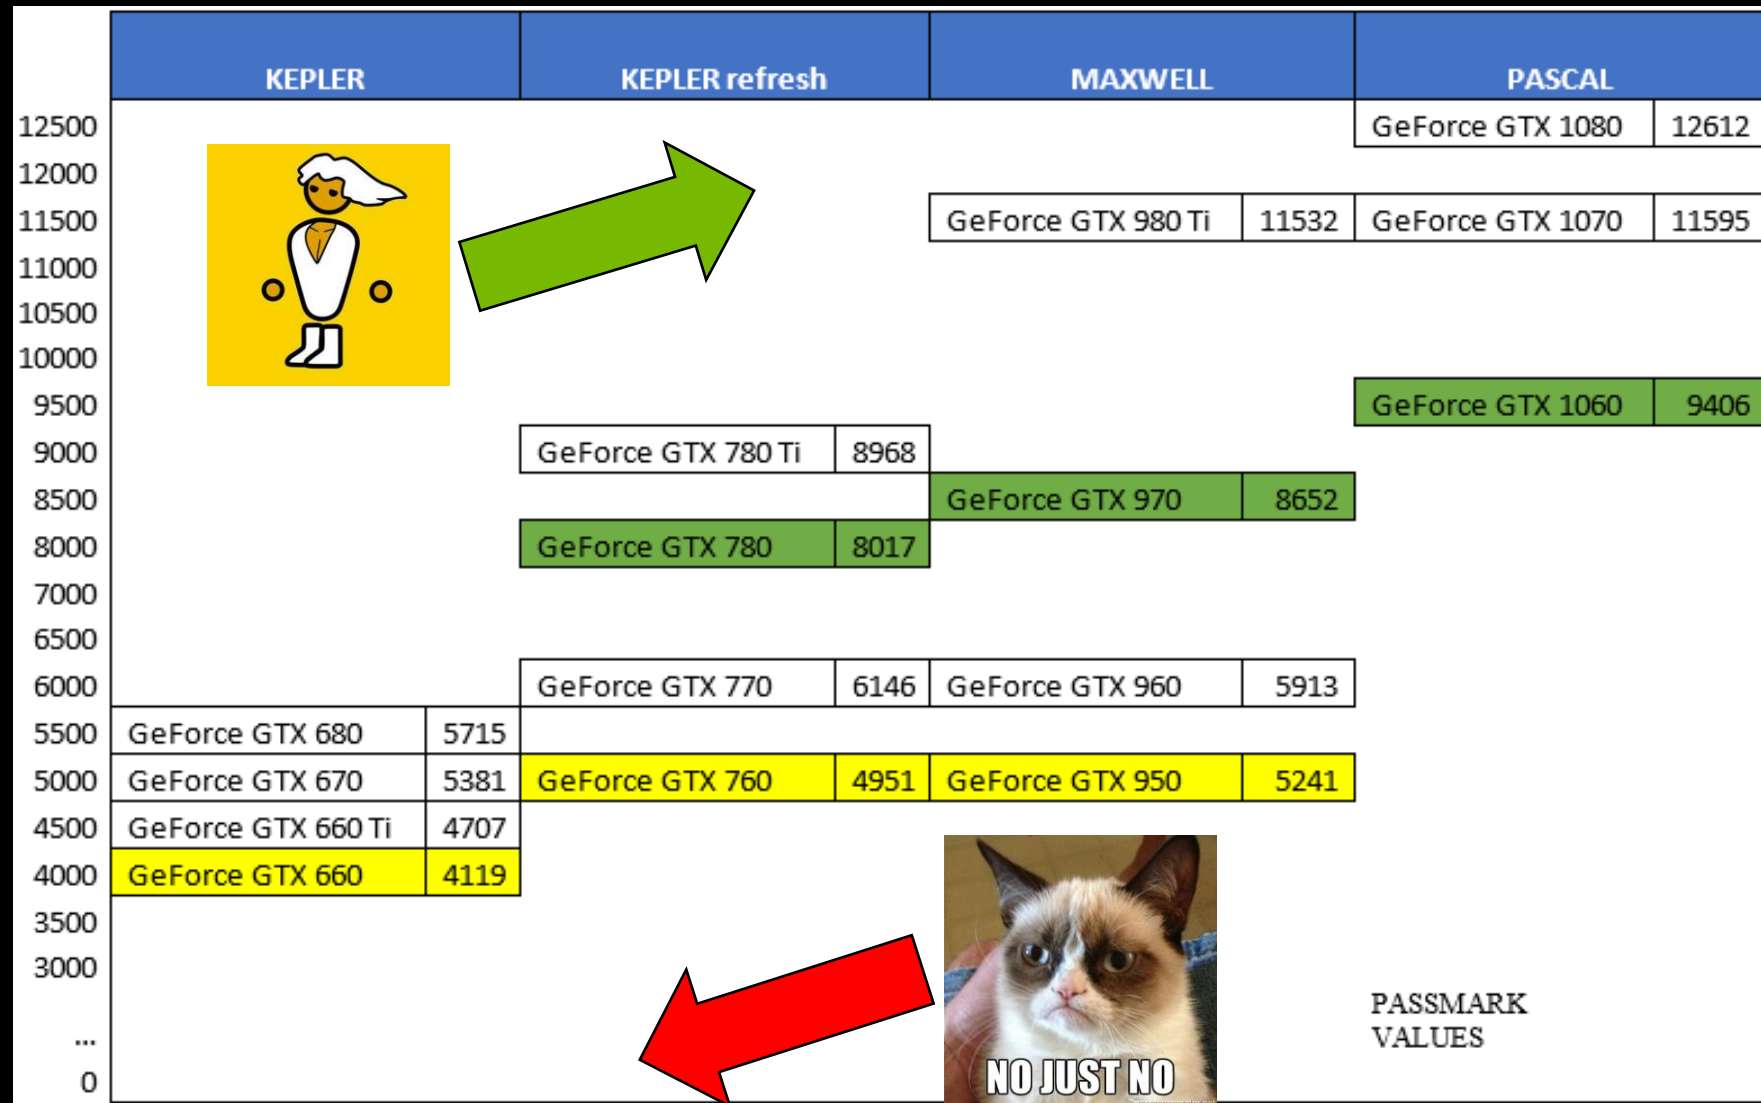 KEPLER KEPLER refresh MAXWELL PASCAL
12500 GeForce GTX 1080 12612
12000
11500 GeForce GTX 980 Ti 11532 GeForce GTX 1070 11595
11000
10500
10000
9500 GeForce GTX 1060 9406
9000 GeForce GTX 780 Ti 8968
8500 GeForce GTX 970 8652
8000 GeForce GTX 780 8017
7000
6500
6000 GeForce GTX 770 6146 GeForce GTX 960 5913
5500 GeForce GTX 680 5715
5000 GeForce GTX 670 5381 GeForce GTX 760 4951 GeForce GTX 950 5241
4500 GeForce GTX 660 Ti 4707
4000 GeForce GTX 660 4119
3500
3000
PASSMARK
VALUES
...
NO JUST NO
0